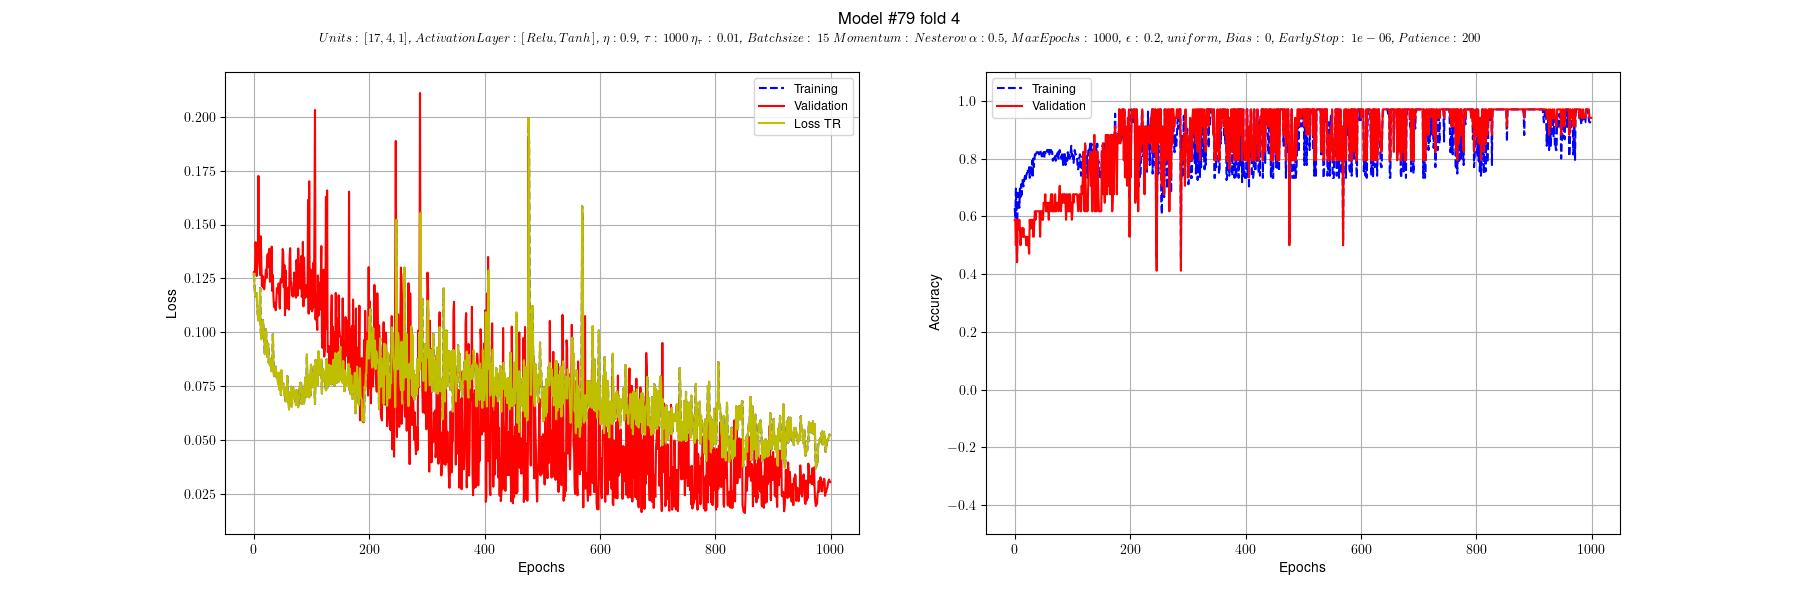 Model #79 fold 4
Units : [17, 4, 1], ActivationLayer : [Relu, Tanh], η : 0.9, τ : 1000 η_τ : 0.01, Batchsize : 15 Momentum : Nesterov α : 0.5, MaxEpochs : 1000, ϵ : 0.2, uniform, Bias : 0, EarlyStop : 1e − 06, Patience : 200
Training
Validation
Loss TR
0.200
0.175
0.150
0.125
0.100
0.075
0.050
0.025
Loss
0 200 400 600 800 1000
Epochs
Training
Validation
1.0
0.8
0.6
0.4
0.2
0.0
−0.2
−0.4
Accuracy
0 200 400 600 800 1000
Epochs